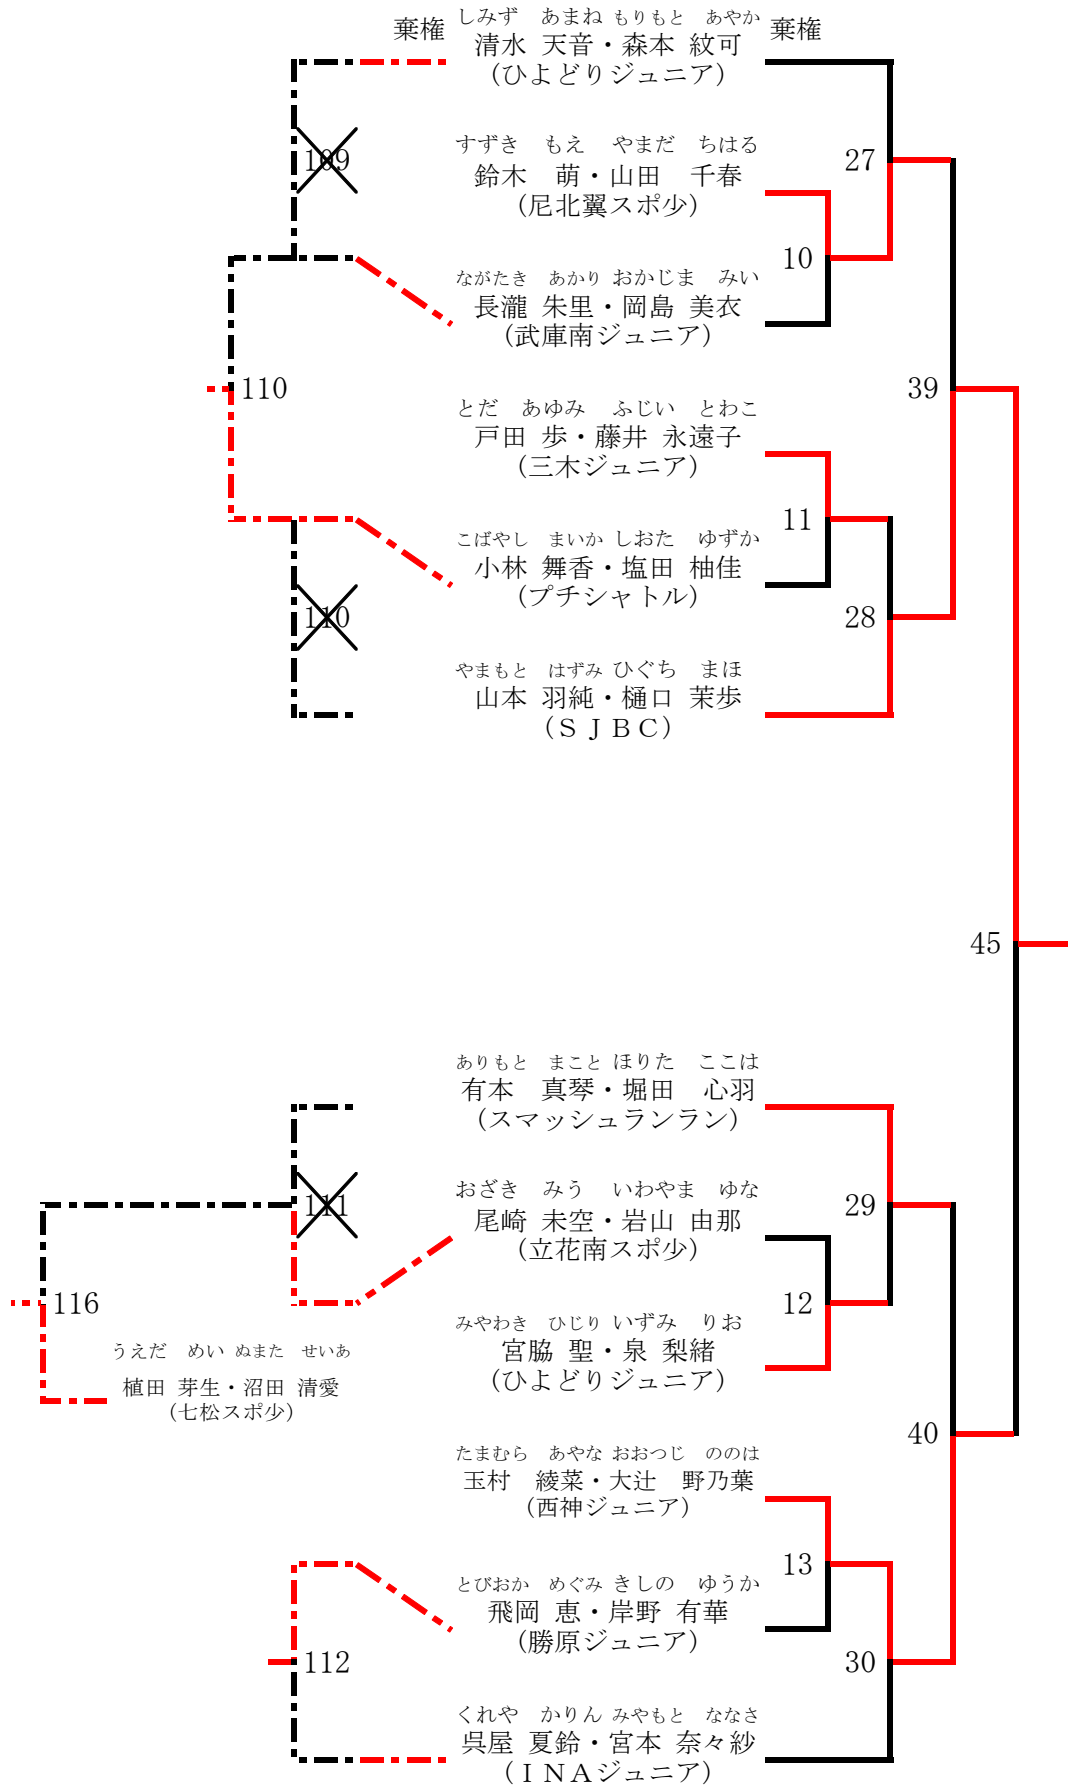 棄権 しみず　あまね もりもと　あやか 棄権
清水 天音・森本 紋可
(ひよどりジュニア)
109
すずき　もえ　やまだ　ちはる
27
鈴木　萌・山田　千春
(尼北翼スポ少)
10
ながたき　あかり おかじま　みい
長瀧 朱里・岡島 美衣
(武庫南ジュニア)
110
39
とだ　あゆみ　ふじい　とわこ
戸田 歩・藤井 永遠子
(三木ジュニア)
11
こばやし　まいか しおた　ゆずか
小林 舞香・塩田 柚佳
(プチシャトル)
110
28
やまもと　はずみ ひぐち　まほ
山本 羽純・樋口 茉歩
(ＳＪＢＣ)
45
ありもと　まこと ほりた　ここは
有本　真琴・堀田　心羽
(スマッシュランラン)
111
おざき　みう　いわやま　ゆな
29
尾崎 未空・岩山 由那
(立花南スポ少)
116
12
みやわき　ひじり いずみ　りお
宮脇 聖・泉 梨緒
(ひよどりジュニア)
うえだ　めい ぬまた　せいあ
植田 芽生・沼田 清愛
(七松スポ少)
40
たまむら　あやな おおつじ　ののは
玉村　綾菜・大辻　野乃葉
(西神ジュニア)
13
とびおか　めぐみ きしの　ゆうか
飛岡 恵・岸野 有華
(勝原ジュニア)
112
30
くれや　かりん みやもと　ななさ
呉屋 夏鈴・宮本 奈々紗
(ＩＮＡジュニア)